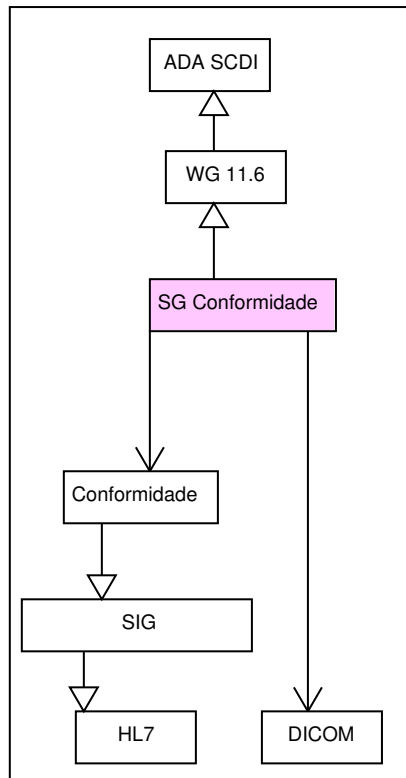 ADA SCDI
WG 11.6
SG Conformidade
Conformidade
SIG
HL7
DICOM